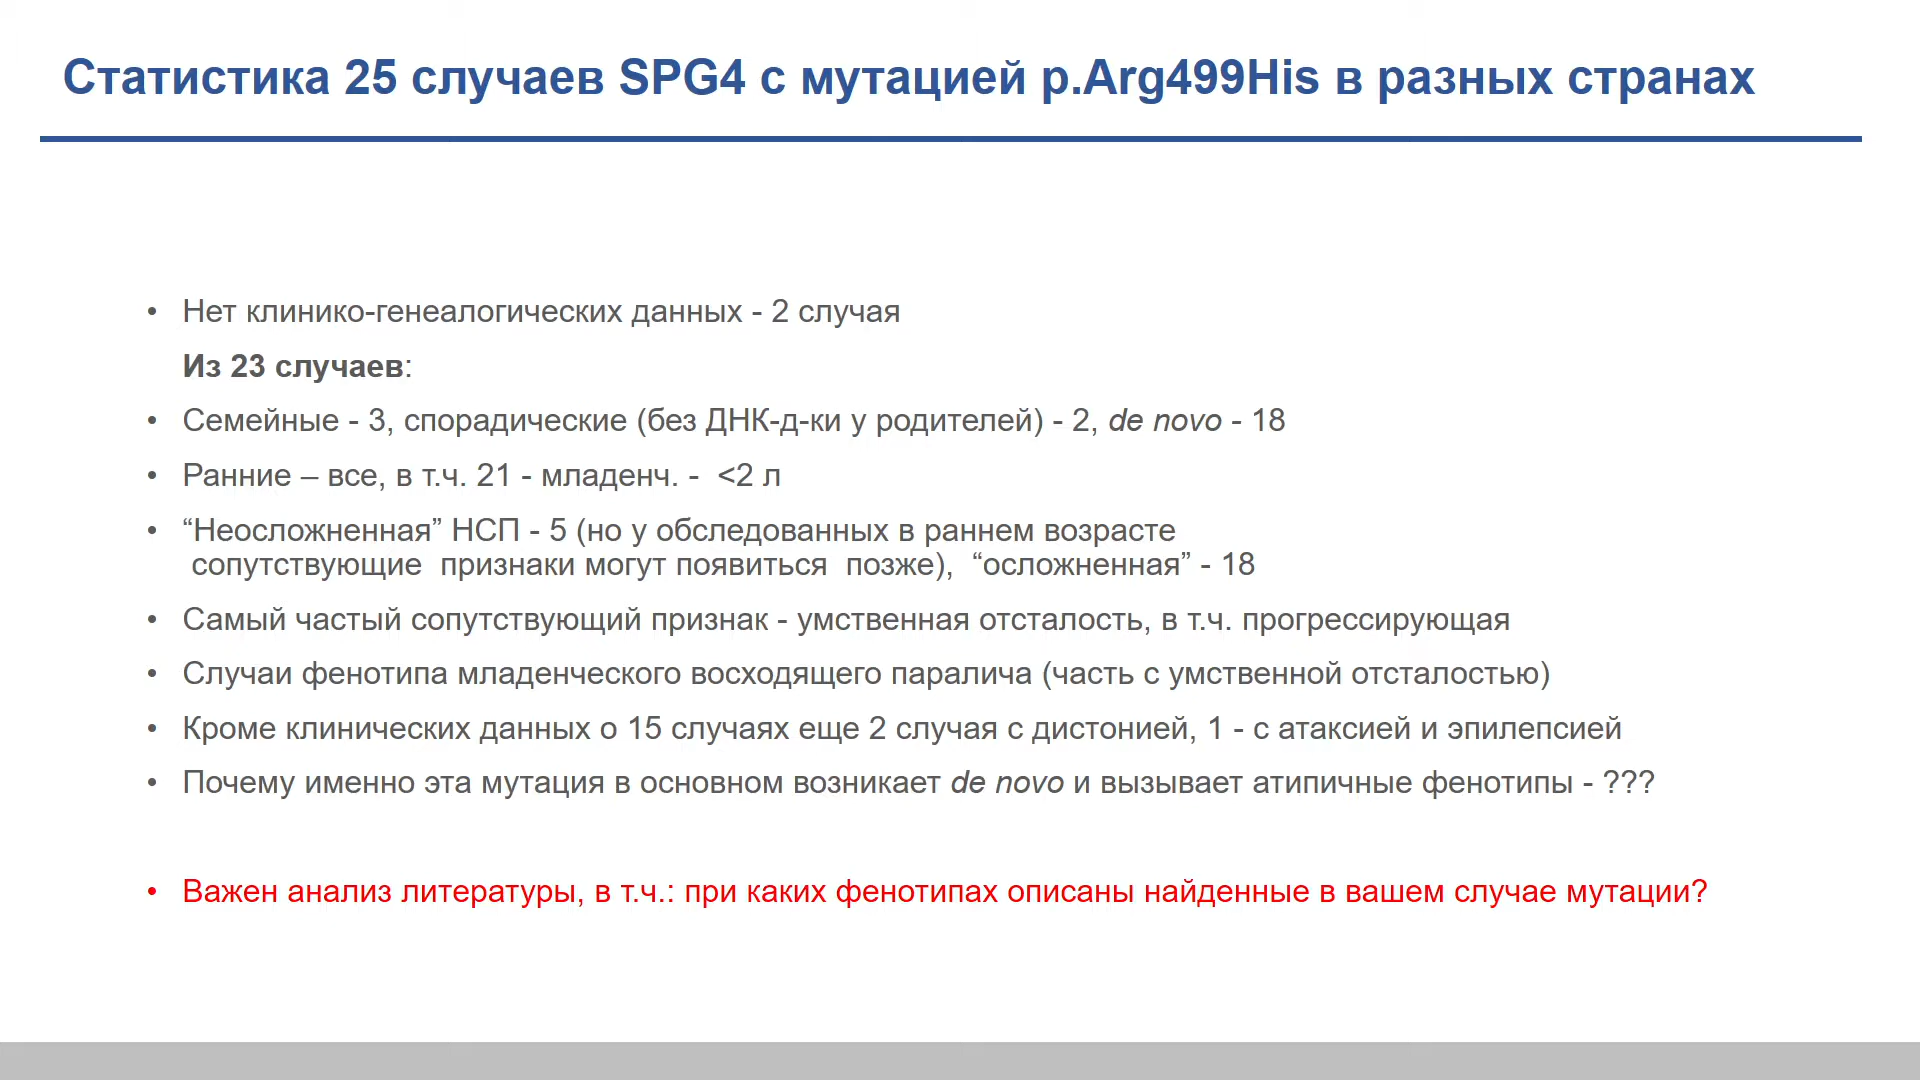 Статистика 25 случаев SPG4 с мутацией p.Arg499His в разных странах
• Нет клинико-генеалогических данных - 2 случая
Из 23 случаев:
• Семейные - 3, спорадические (без ДНК-д-ки у родителей) - 2, de novo - 18
• Ранние – все, в т.ч. 21 - младенч. - <2 л
• “Неосложненная” НСП - 5 (но у обследованных в раннем возрасте
сопутствующие признаки могут появиться позже), “осложненная” - 18
• Самый частый сопутствующий признак - умственная отсталость, в т.ч. прогрессирующая
• Случаи фенотипа младенческого восходящего паралича (часть с умственной отсталостью)
• Кроме клинических данных о 15 случаях еще 2 случая с дистонией, 1 - с атаксией и эпилепсией
• Почему именно эта мутация в основном возникает de novo и вызывает атипичные фенотипы - ???
• Важен анализ литературы, в т.ч.: при каких фенотипах описаны найденные в вашем случае мутации?